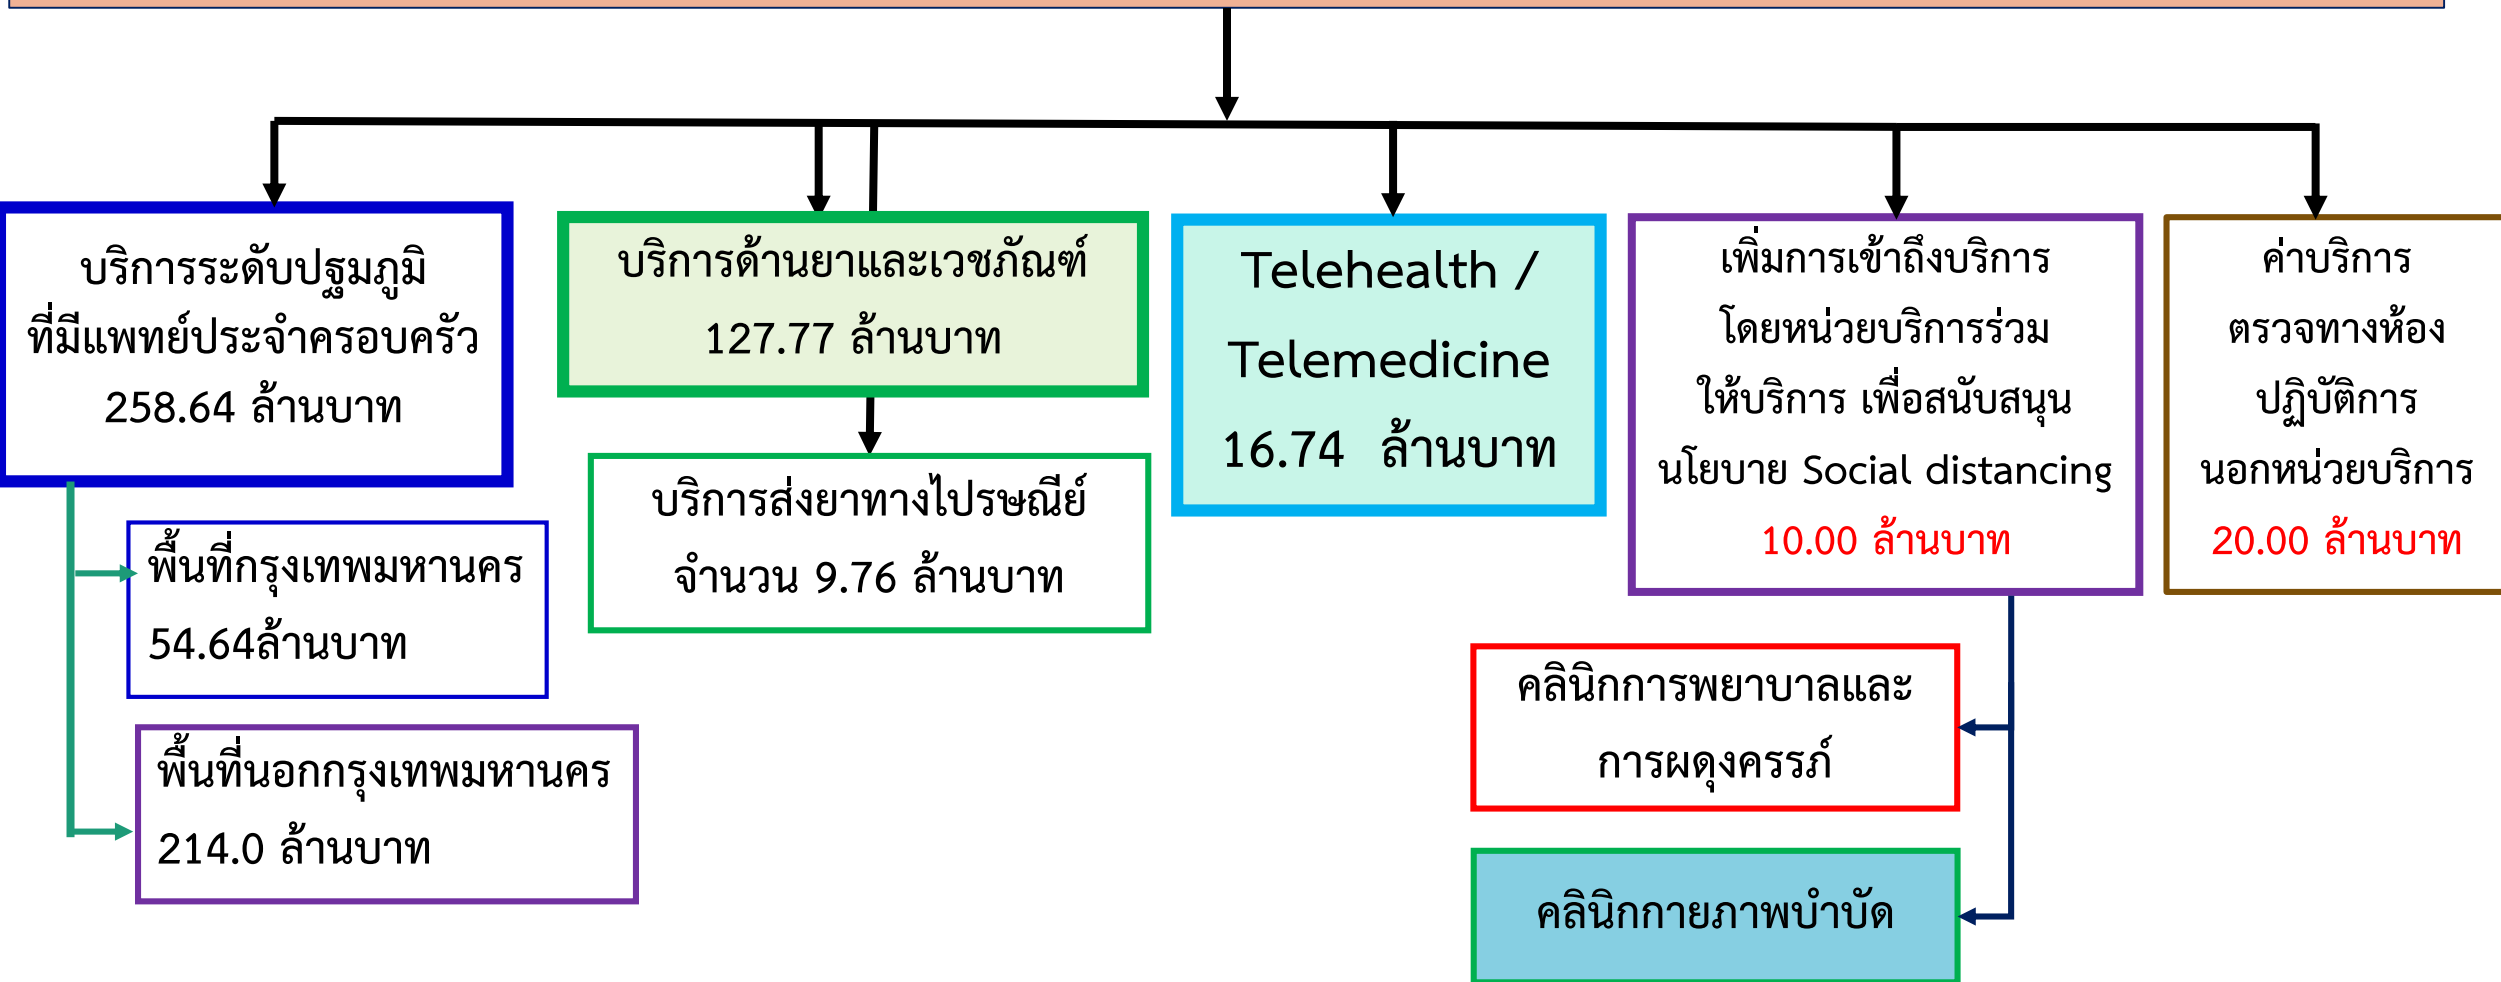 บริการระดับปฐมภูมิ
ที่มีแพทย์ประจำครอบครัว
258.64 ล้านบาท
พื้นที่กรุงเทพมหานคร
54.64ล้านบาท
พื้นที่นอกกรุงเทพมหานคร
214.0 ล้านบาท
บริการด้านยาและเวชภัณฑ์
127.77 ล้านบาท
บริการส่งยาทางไปรษณีย์
จำนวน 9.76 ล้านบาท
Telehealth /
Telemedicine
16.74 ล้านบาท
เพิ่มการเข้าถึงบริการ
โดยหน่วยบริการร่วม
ให้บริการ เพื่อสนับสนุน
นโยบาย Social distancing
10.00 ล้านบาท
คลินิกการพยาบาลและ
การผดุงครรภ์
คลินิกกายภาพบำบัด
ค่าบริการ
ตรวจทางห้อง
ปฏิบัติการ
นอกหน่วยบริการ
20.00 ล้านบาท